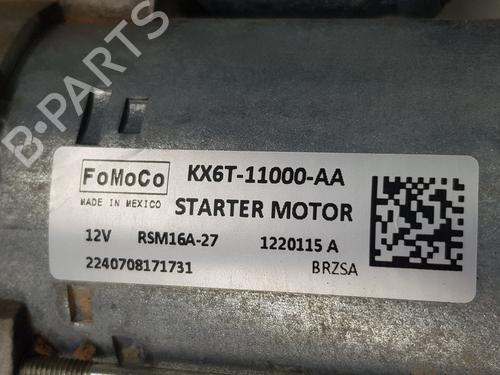 B-PARTS
FoMoCo
KX6T-11000-AA
MADE IN MEXICO
STARTER MOTOR
12V RSM16A-27 1220115 A
2240708171731 BRZSA